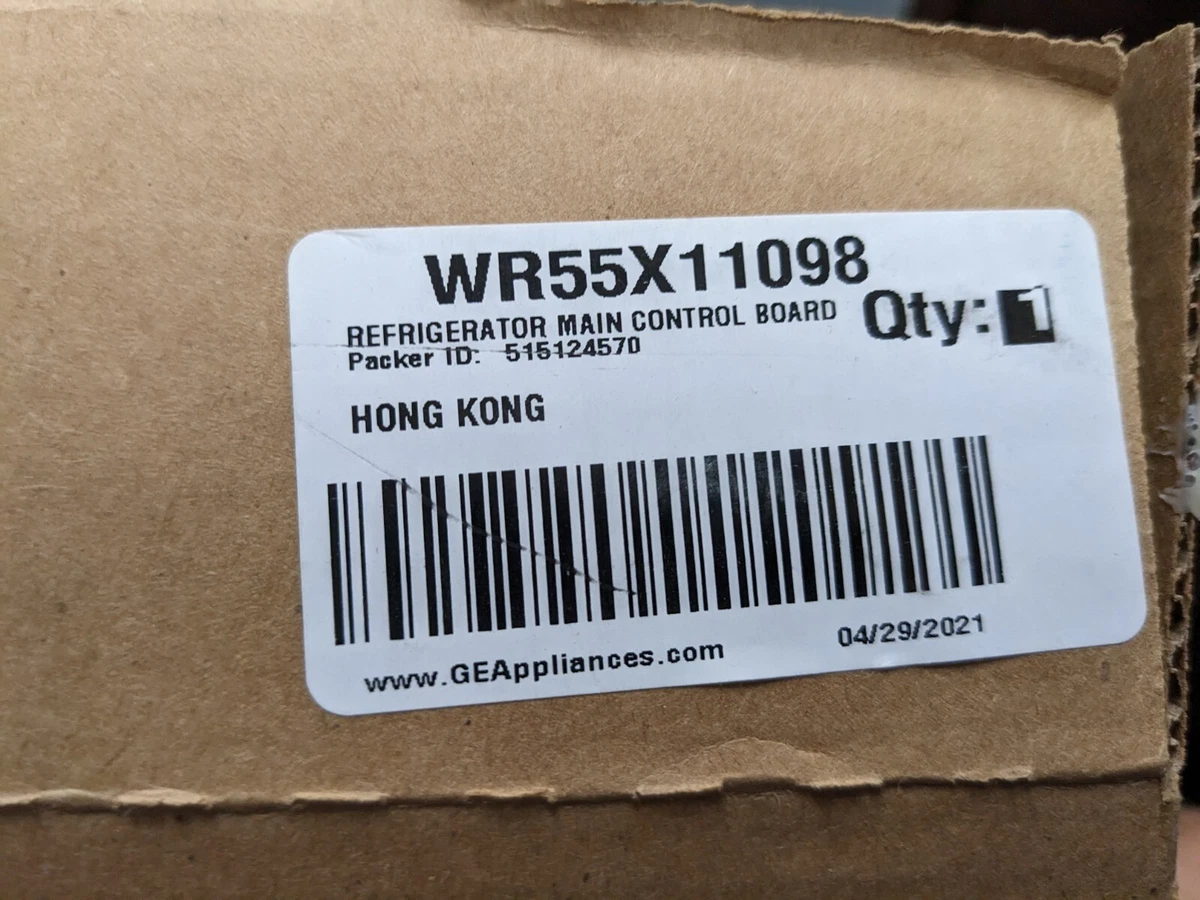 WR55X11098
REFRIGERATOR MAIN CONTROL BOARD Qty: 1
Packer ID: 515124570
HONG KONG
www.GEAppliances.com 04/29/2021